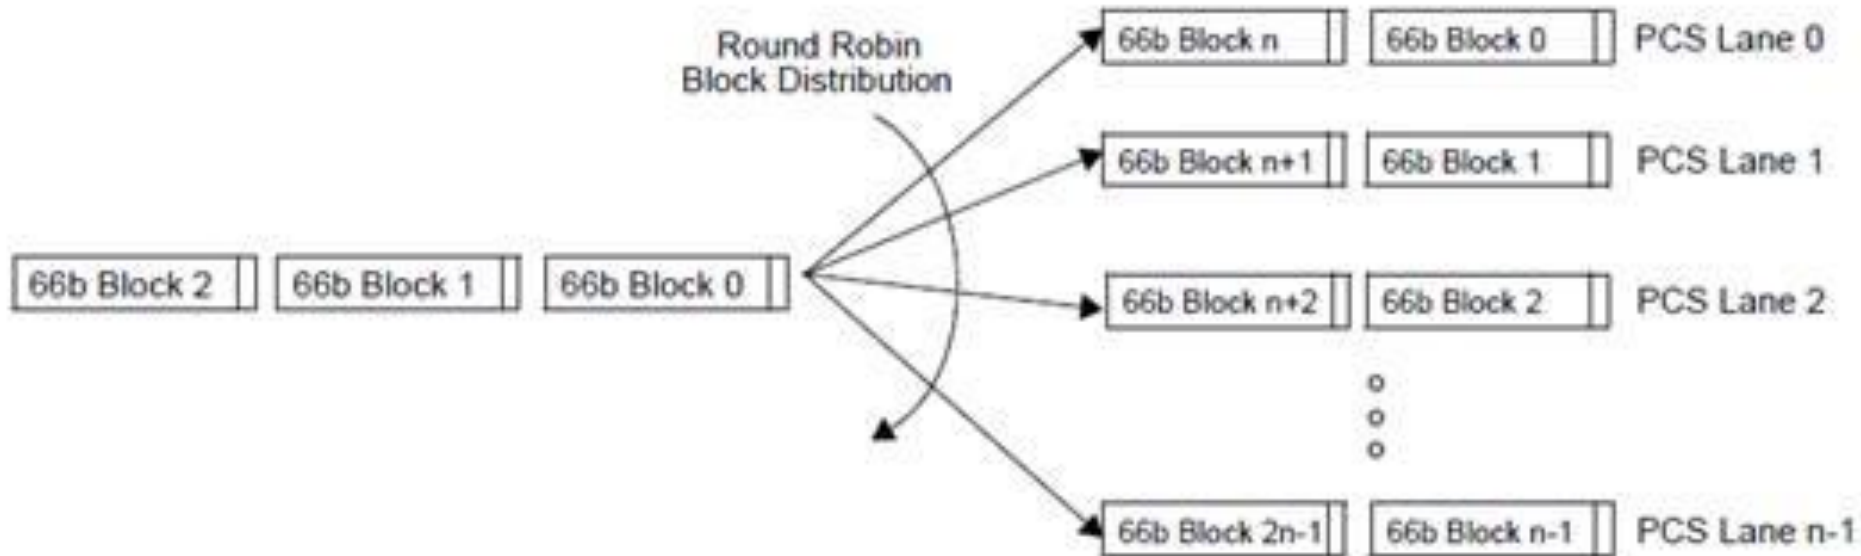 Round Robin
Block Distribution
66b Block n 66b Block 0 PCS Lane 0
66b Block n+1 66b Block 1 PCS Lane 1
66b Block 2 66b Block 1 66b Block 0
66b Block n+2 66b Block 2 PCS Lane 2
66b Block 2n-1 66b Block n-1 PCS Lane n-1